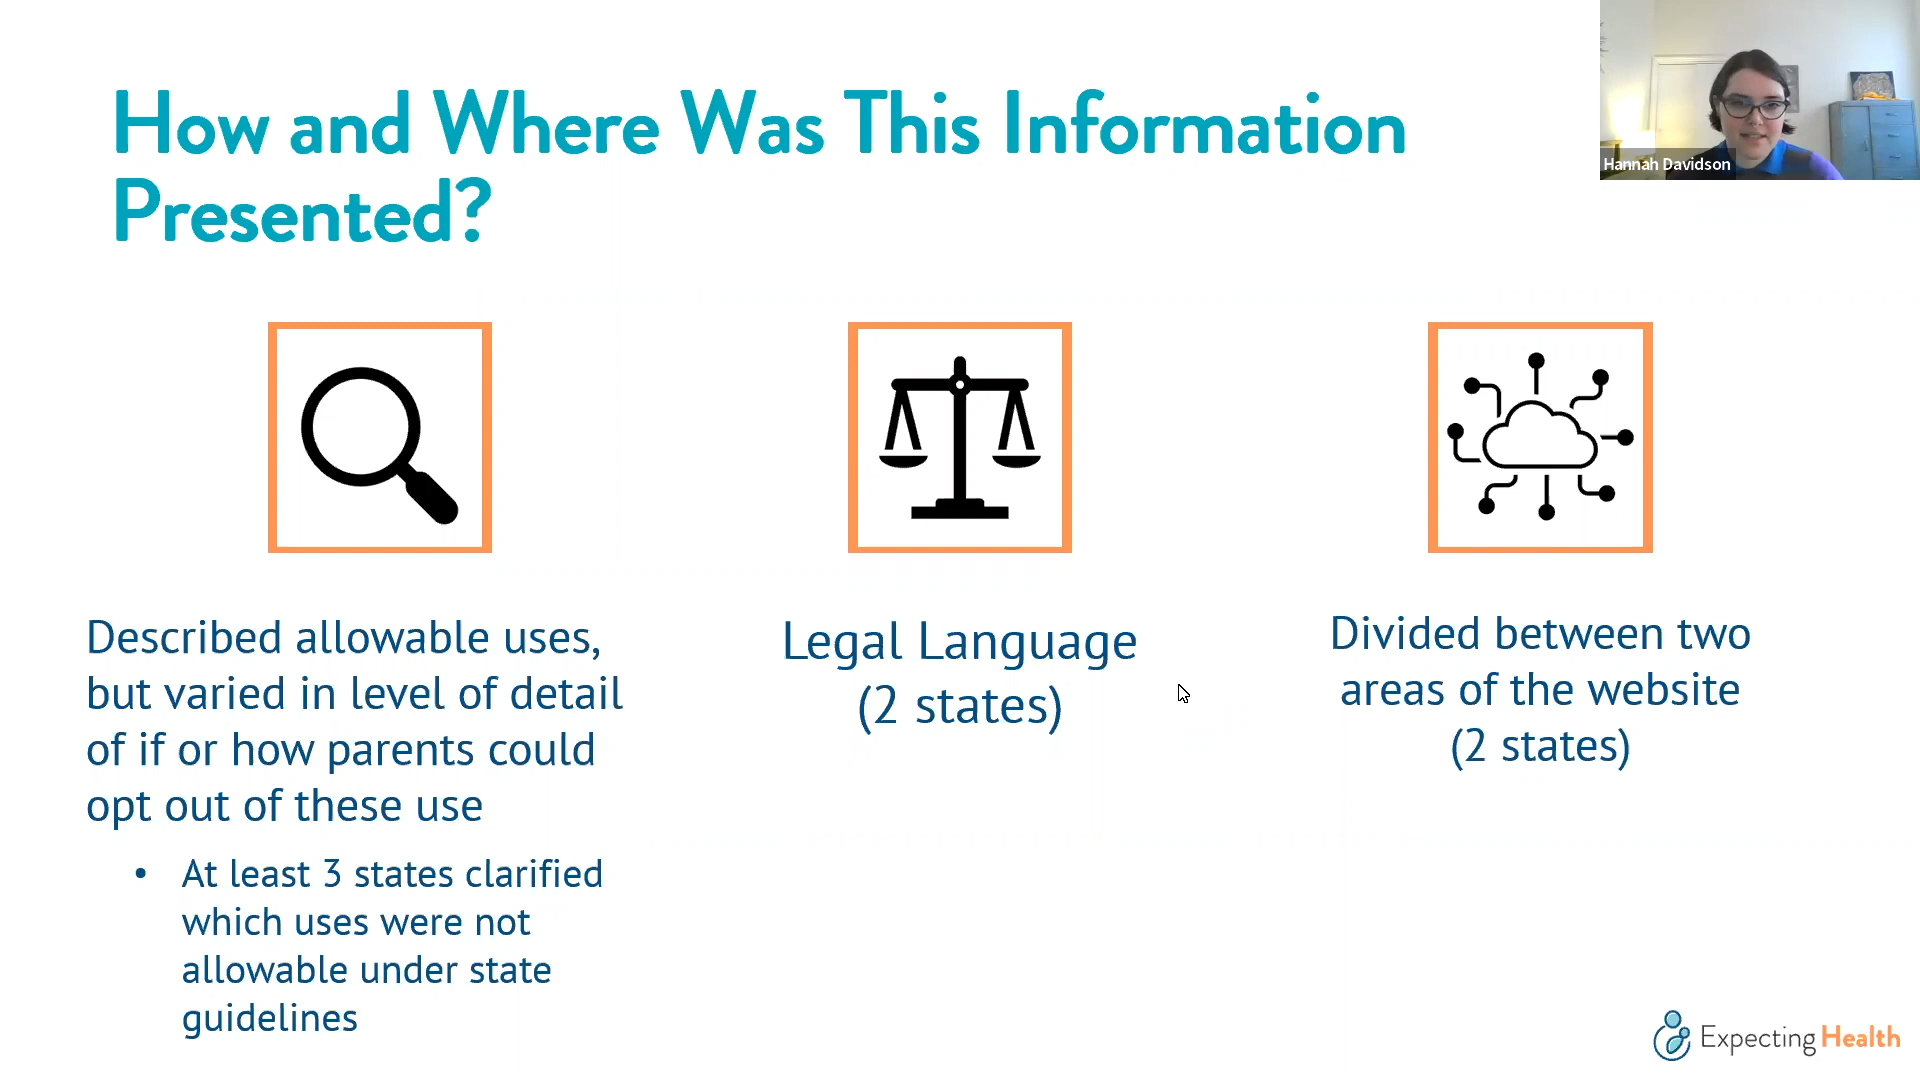 How and Where Was This Information
Presented?
Hannah Davidson
Described allowable uses,
but varied in level of detail
of if or how parents could
opt out of these use
• At least 3 states clarified
which uses were not
allowable under state
guidelines
Legal Language
(2 states)
Divided between two
areas of the website
(2 states)
Expecting Health